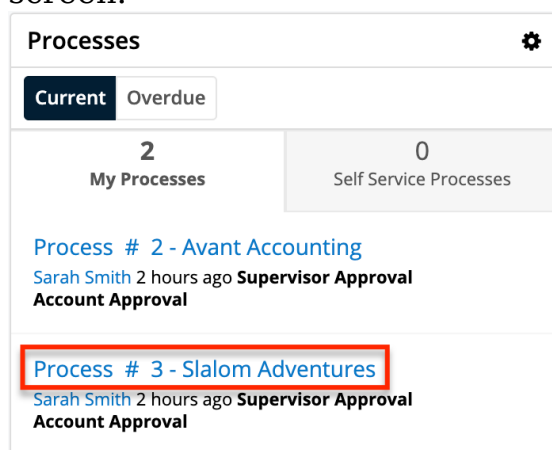 screen.
Processes
Current Overdue
2
My Processes
0
Self Service Processes
Process # 2 - Avant Accounting
Sarah Smith 2 hours ago Supervisor Approval
Account Approval
Process # 3 - Slalom Adventures
Sarah Smith 2 hours ago Supervisor Approval
Account Approval